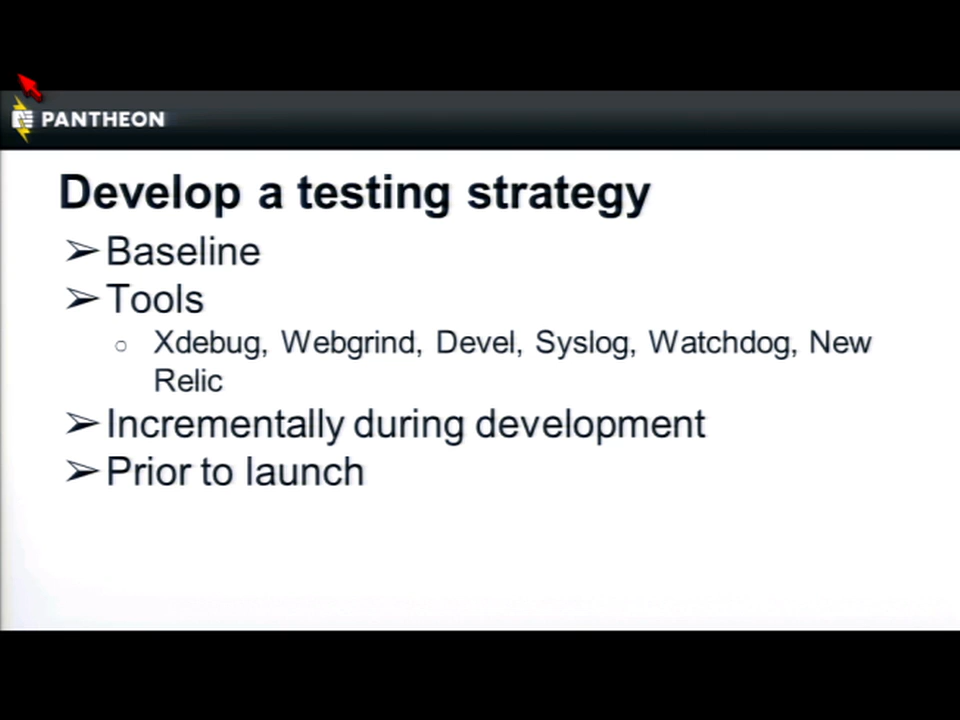 PANTHEON
Develop a testing strategy
➢ Baseline
➢ Tools
○ Xdebug, Webgrind, Devel, Syslog, Watchdog, New
Relic
➢ Incrementally during development
➢ Prior to launch